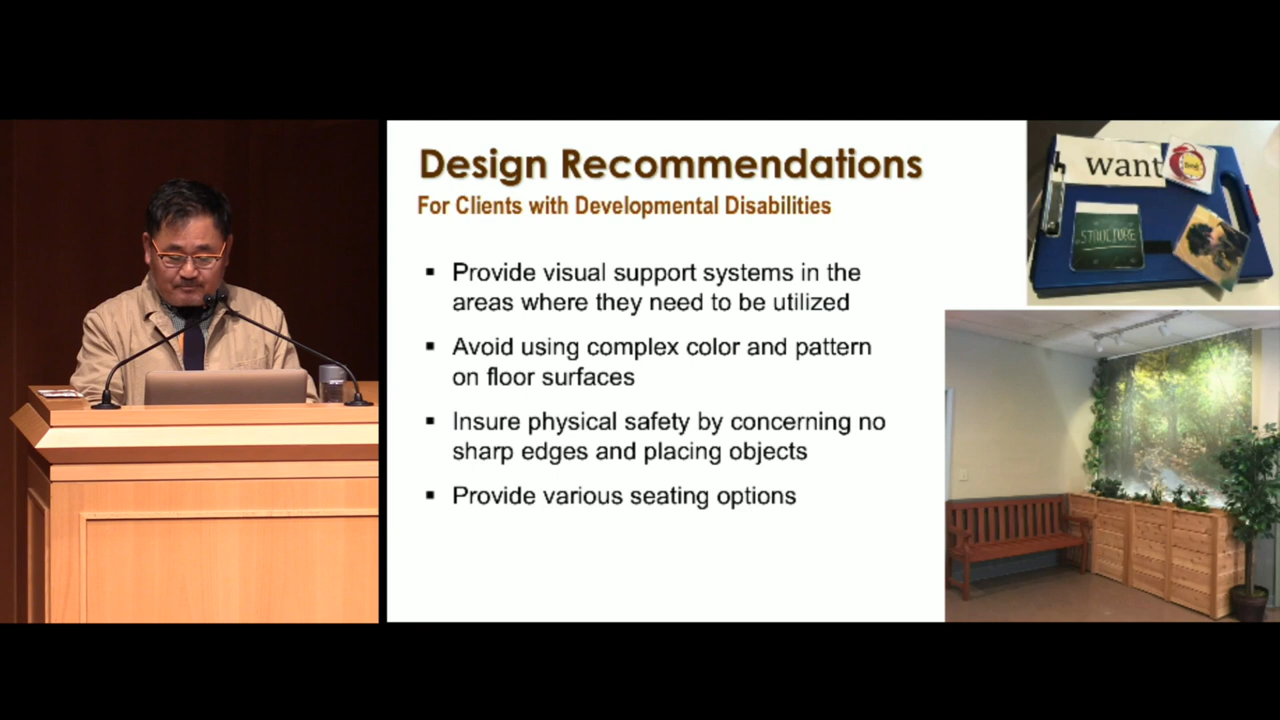 Design Recommendations
For Clients with Developmental Disabilities
▪ Provide visual support systems in the
areas where they need to be utilized
▪ Avoid using complex color and pattern
on floor surfaces
▪ Insure physical safety by concerning no
sharp edges and placing objects
▪ Provide various seating options
want
STRUCTURE